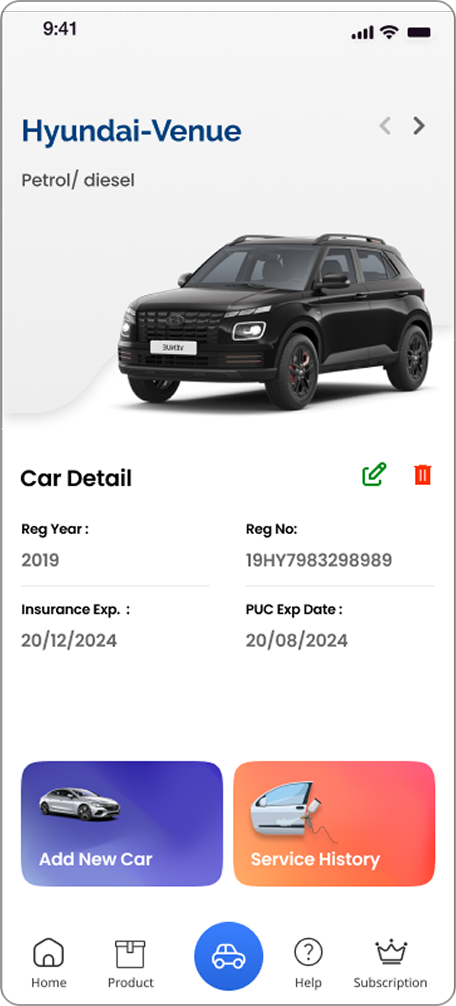 9:41
Hyundai-Venue
Petrol/ diesel
VENUE
Car Detail
Reg Year :
Reg No:
2019
19HY7983298989
Insurance Exp. :
PUC Exp Date :
20/12/2024
20/08/2024
Add New Car
Service History
Home
Product
Help
Subscription